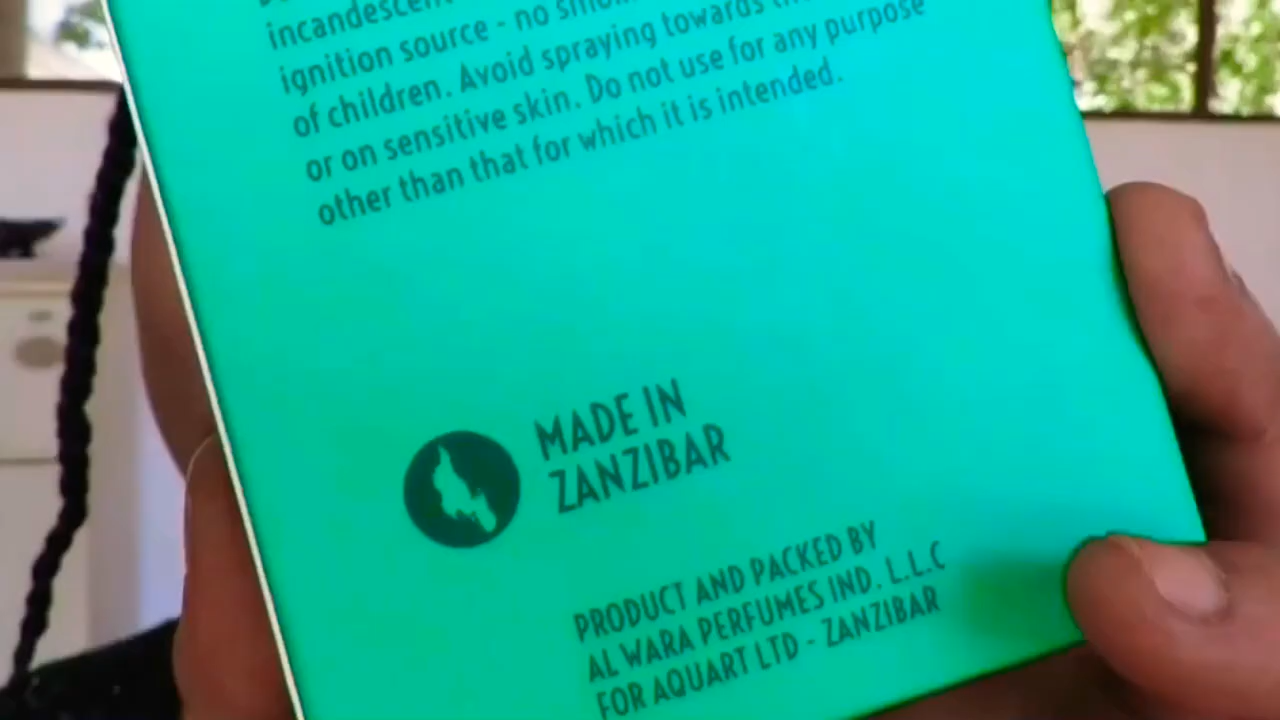 incandescent
ignition source - no
of children. Avoid spraying towards
or on sensitive skin. Do not use for any purpose
other than that for which it is intended.
MADE IN
ZANZIBAR
PRODUCT AND PACKED BY
AL WARA PERFUMES IND. L.L.C
FOR AQUART LTD - ZANZIBAR